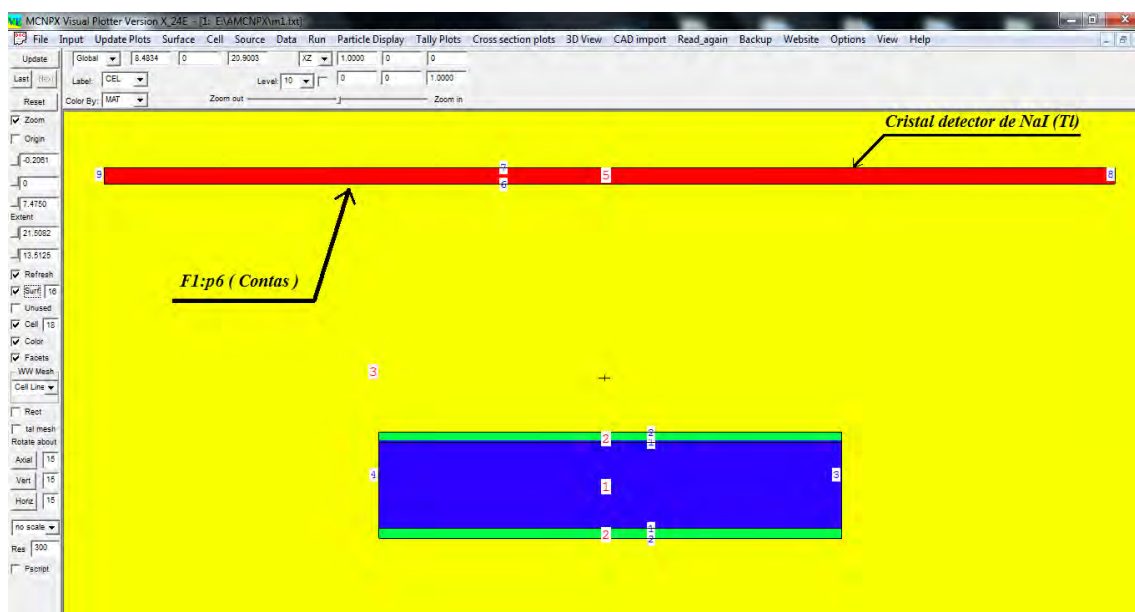 MCNPX Visual Plotter Version X_24E - [1: E:\AMCNPX\m1.txt]
File Input Update Plots Surface Cell Source Data Run Particle Display Tally Plots Cross section plots 3D View CAD import Read_again Backup Website Options View Help
Update Global 8.4834 0 20.9003 XZ 1.0000 0 0
Last Label: CEL Level: 10 0 0 1.0000
Reset Color By: MAT Zoom out Zoom in
Zoom
Origin
-0.2061
0
7.4750
Extent
21.5082
13.5125
Refresh
Surf 16
Unused
Cell 18
Color
Facets
WW Mesh
Cell Line
Rect
tal mesh
Rotate about
Axial 15
Vert 15
Horiz 15
no scale
Res 300
Pscript
Cristal detector de NaI (Tl)
9 7 5 8
6
F1:p6 ( Contas )
3
2 2
1
4 1 3
2 1
2